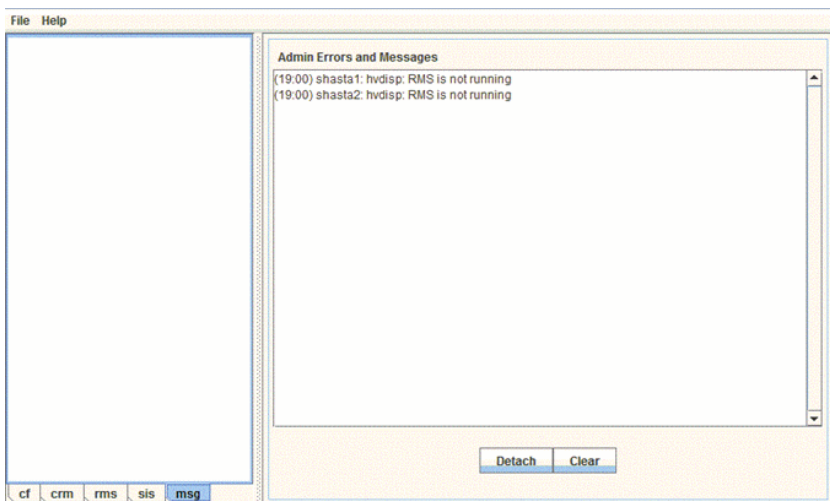 File Help
Admin Errors and Messages
(19:00) shasta1: hvdisp: RMS is not running
(19:00) shasta2: hvdisp: RMS is not running
Detach Clear
cf crm rms sis msg